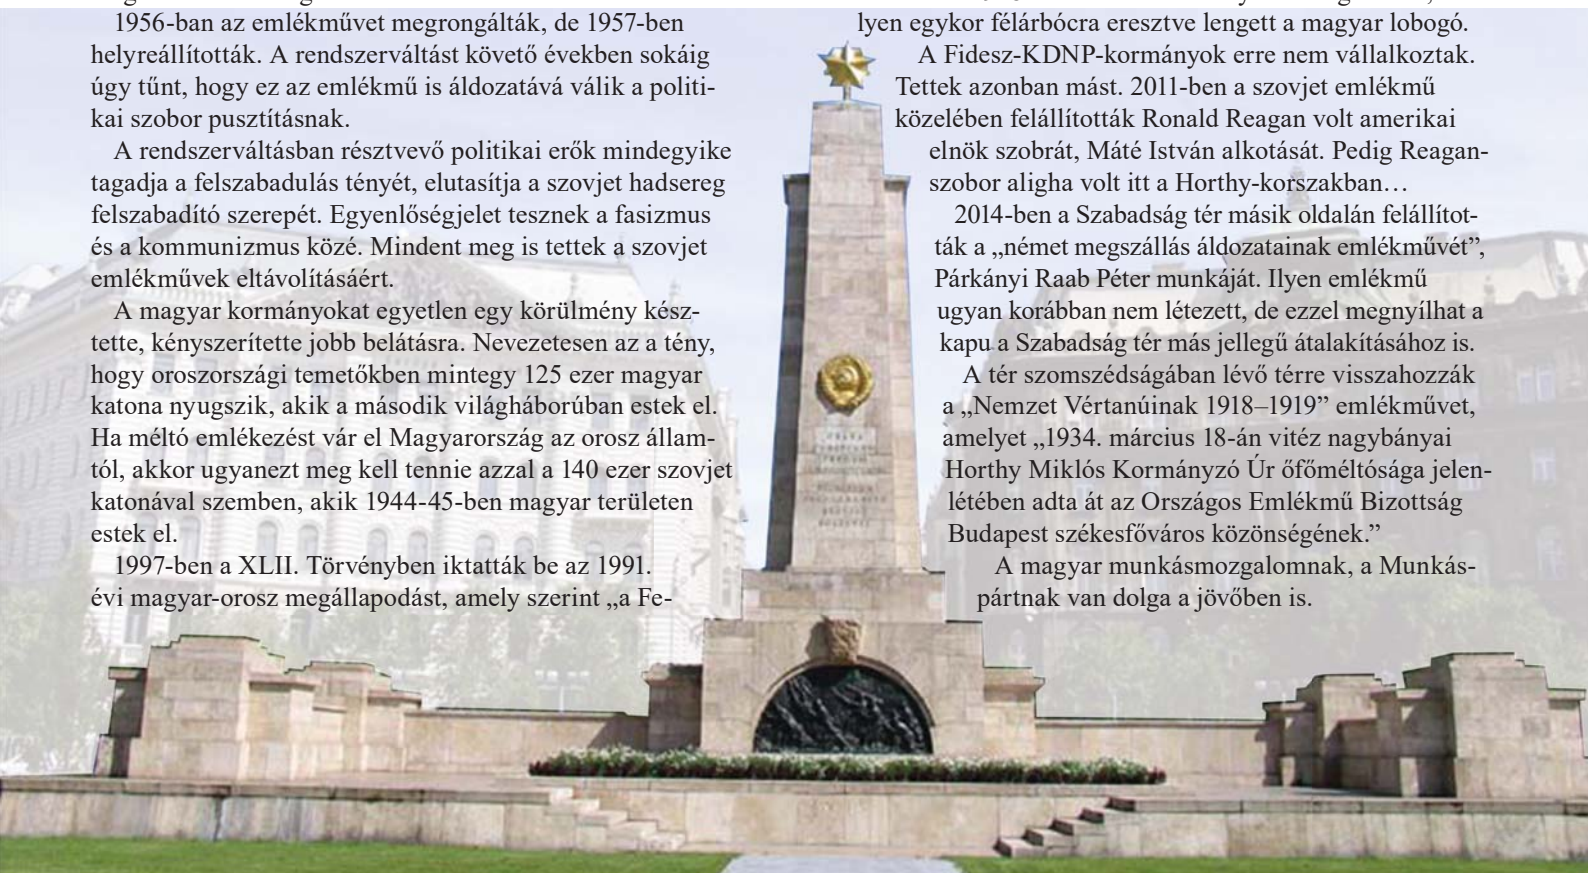 1956-ban az emlékművet megrongálták, de 1957-ben
helyreállították. A rendszerváltást követő években sokáig
úgy tűnt, hogy ez az emlékmű is áldozatává válik a politi-
kai szobor pusztításnak.
A rendszerváltásban résztvevő politikai erők mindegyike
tagadja a felszabadulás tényét, elutasítja a szovjet hadsereg
felszabadító szerepét. Egyenlőségjelet tesznek a fasizmus
és a kommunizmus közé. Mindent meg is tettek a szovjet
emlékművek eltávolításáért.
A magyar kormányokat egyetlen egy körülmény kész-
tette, kényszerítette jobb belátásra. Nevezetesen az a tény,
hogy oroszországi temetőkben mintegy 125 ezer magyar
katona nyugszik, akik a második világháborúban estek el.
Ha méltó emlékezést vár el Magyarország az orosz állam-
tól, akkor ugyanezt meg kell tennie azzal a 140 ezer szovjet
katonával szemben, akik 1944-45-ben magyar területen
estek el.
1997-ben a XLII. Törvényben iktatták be az 1991.
évi magyar-orosz megállapodást, amely szerint „a Fe-
lyen egykor félárbócra eresztve lengett a magyar lobogó.
A Fidesz-KDNP-kormányok erre nem vállalkoztak.
Tettek azonban mást. 2011-ben a szovjet emlékmű
közelében felállították Ronald Reagan volt amerikai
elnök szobrát, Máté István alkotását. Pedig Reagan-
szobor aligha volt itt a Horthy-korszakban…
2014-ben a Szabadság tér másik oldalán felállítot-
ták a „német megszállás áldozatainak emlékművét”,
Párkányi Raab Péter munkáját. Ilyen emlékmű
ugyan korábban nem létezett, de ezzel megnyílhat a
kapu a Szabadság tér más jellegű átalakításához is.
A tér szomszédságában lévő térre visszahozzák
a „Nemzet Vértanúinak 1918–1919” emlékművet,
amelyet „1934. március 18-án vitéz nagybányai
Horthy Miklós Kormányzó Úr őfőméltósága jelen-
létében adta át az Országos Emlékmű Bizottság
Budapest székesfőváros közönségének.”
A magyar munkásmozgalomnak, a Munkás-
pártnak van dolga a jövőben is.